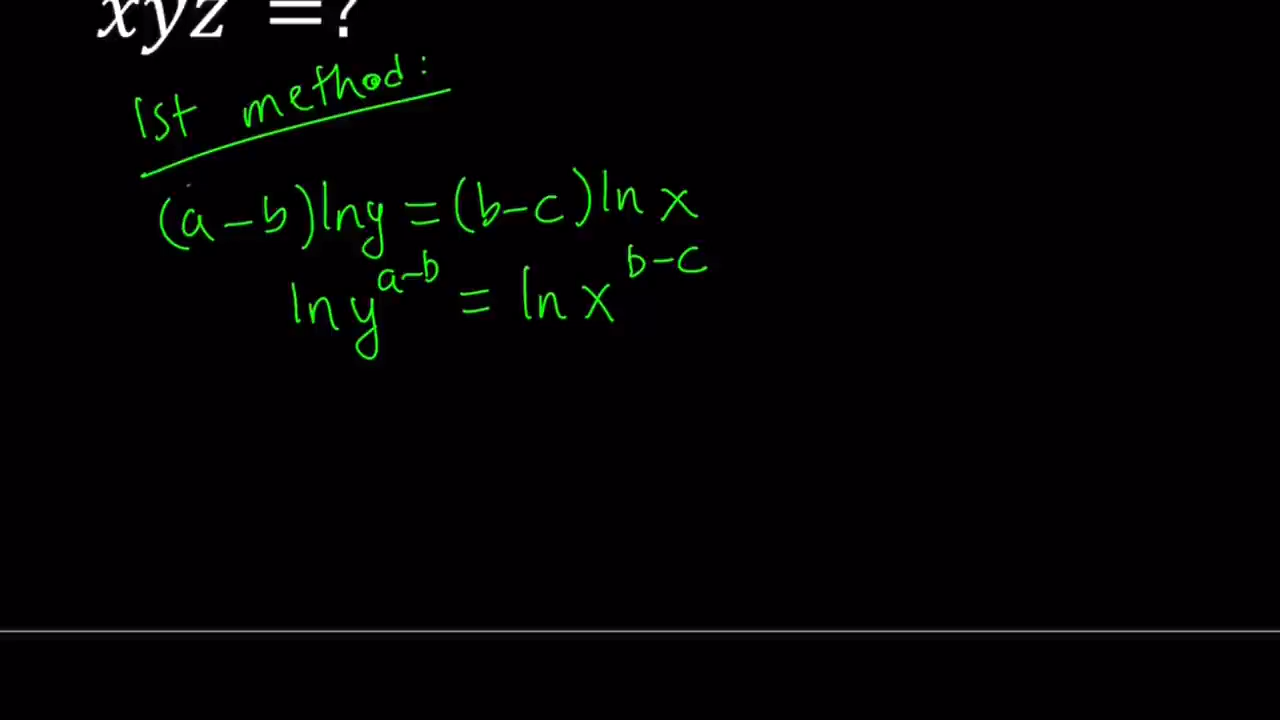 xyz =?
1st method:
(a-b)lny=(b-c)ln x
ln y^{a-b} = ln x^{b-c}